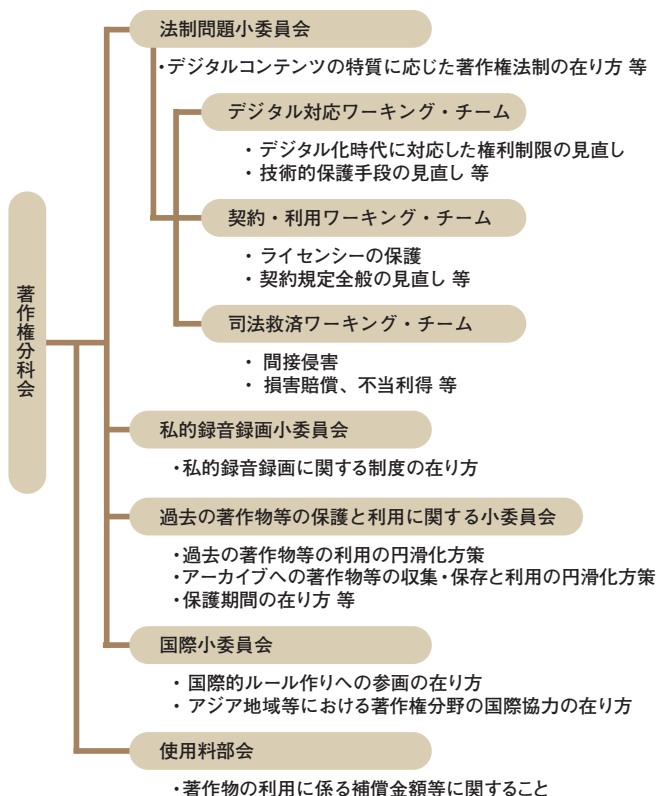 著作権分科会
法制問題小委員会
・デジタルコンテンツの特質に応じた著作権法制の在り方 等
デジタル対応ワーキング・チーム
・デジタル化時代に対応した権利制限の見直し
・技術的保護手段の見直し 等
契約・利用ワーキング・チーム
・ライセンシーの保護
・契約規定全般の見直し 等
司法救済ワーキング・チーム
・間接侵害
・損害賠償、不当利得 等
私的録音録画小委員会
・私的録音録画に関する制度の在り方
過去の著作物等の保護と利用に関する小委員会
・過去の著作物等の利用の円滑化方策
・アーカイブへの著作物等の収集・保存と利用の円滑化方策
・保護期間の在り方 等
国際小委員会
・国際的ルール作りへの参画の在り方
・アジア地域等における著作権分野の国際協力の在り方
使用料部会
・著作物の利用に係る補償金額等に関すること